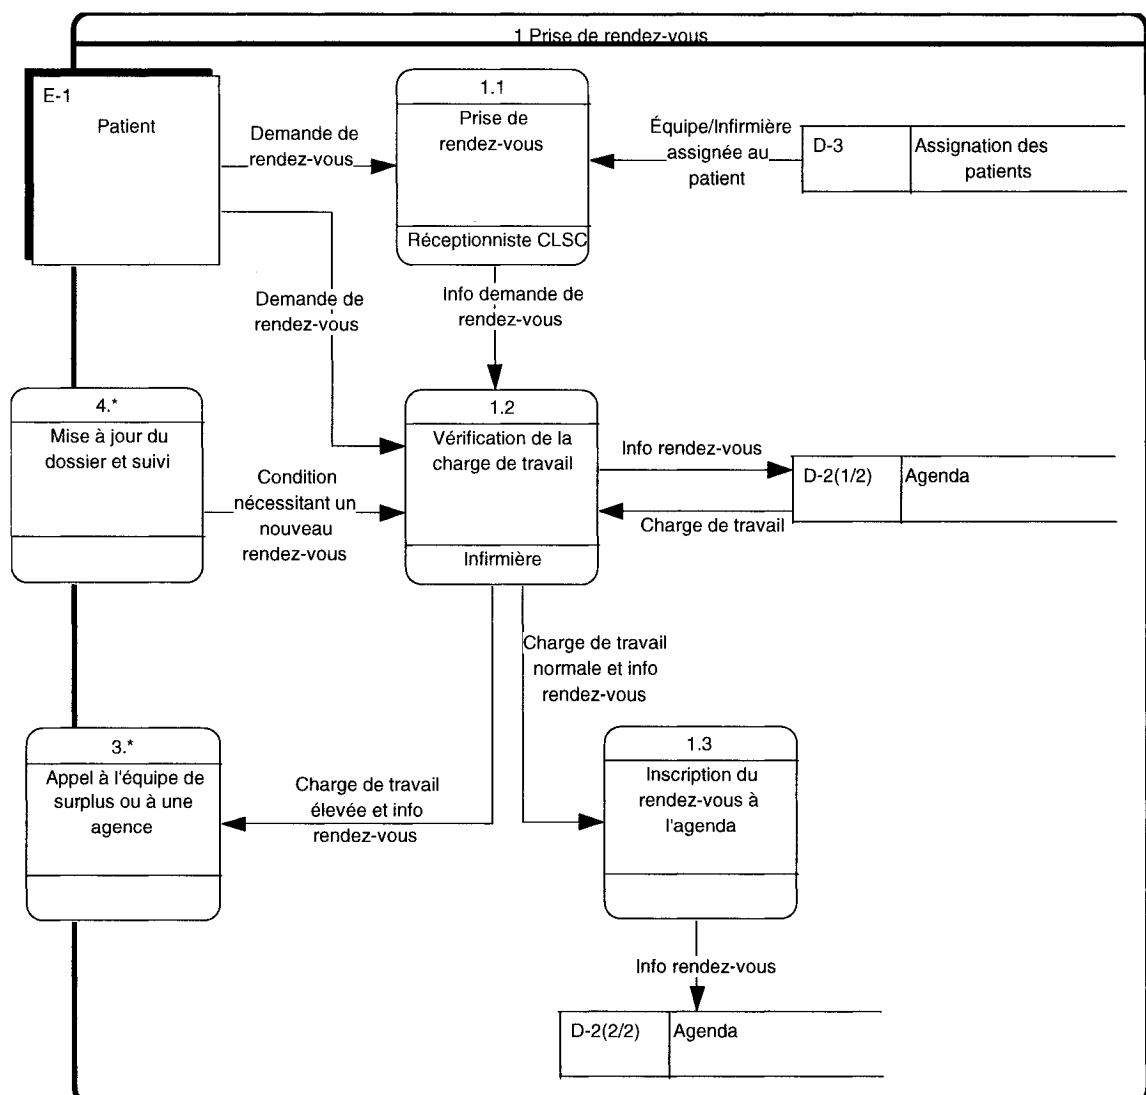 1 Prise de rendez-vous
E-1
Patient
Demande de
rendez-vous
1.1
Prise de
rendez-vous
Réceptionniste CLSC
Équipe/Infirmière
assignée au
patient
D-3
Assignation des
patients
Demande de
rendez-vous
Info demande de
rendez-vous
4.*
Mise à jour du
dossier et suivi
Condition
nécessitant un
nouveau
rendez-vous
1.2
Vérification de la
charge de travail
Infirmière
Info rendez-vous
D-2(1/2)
Agenda
Charge de travail
Charge de travail
normale et info
rendez-vous
3.*
Appel à l'équipe de
surplus ou à une
agence
Charge de travail
élevée et info
rendez-vous
1.3
Inscription du
rendez-vous à
l'agenda
Info rendez-vous
D-2(2/2)
Agenda